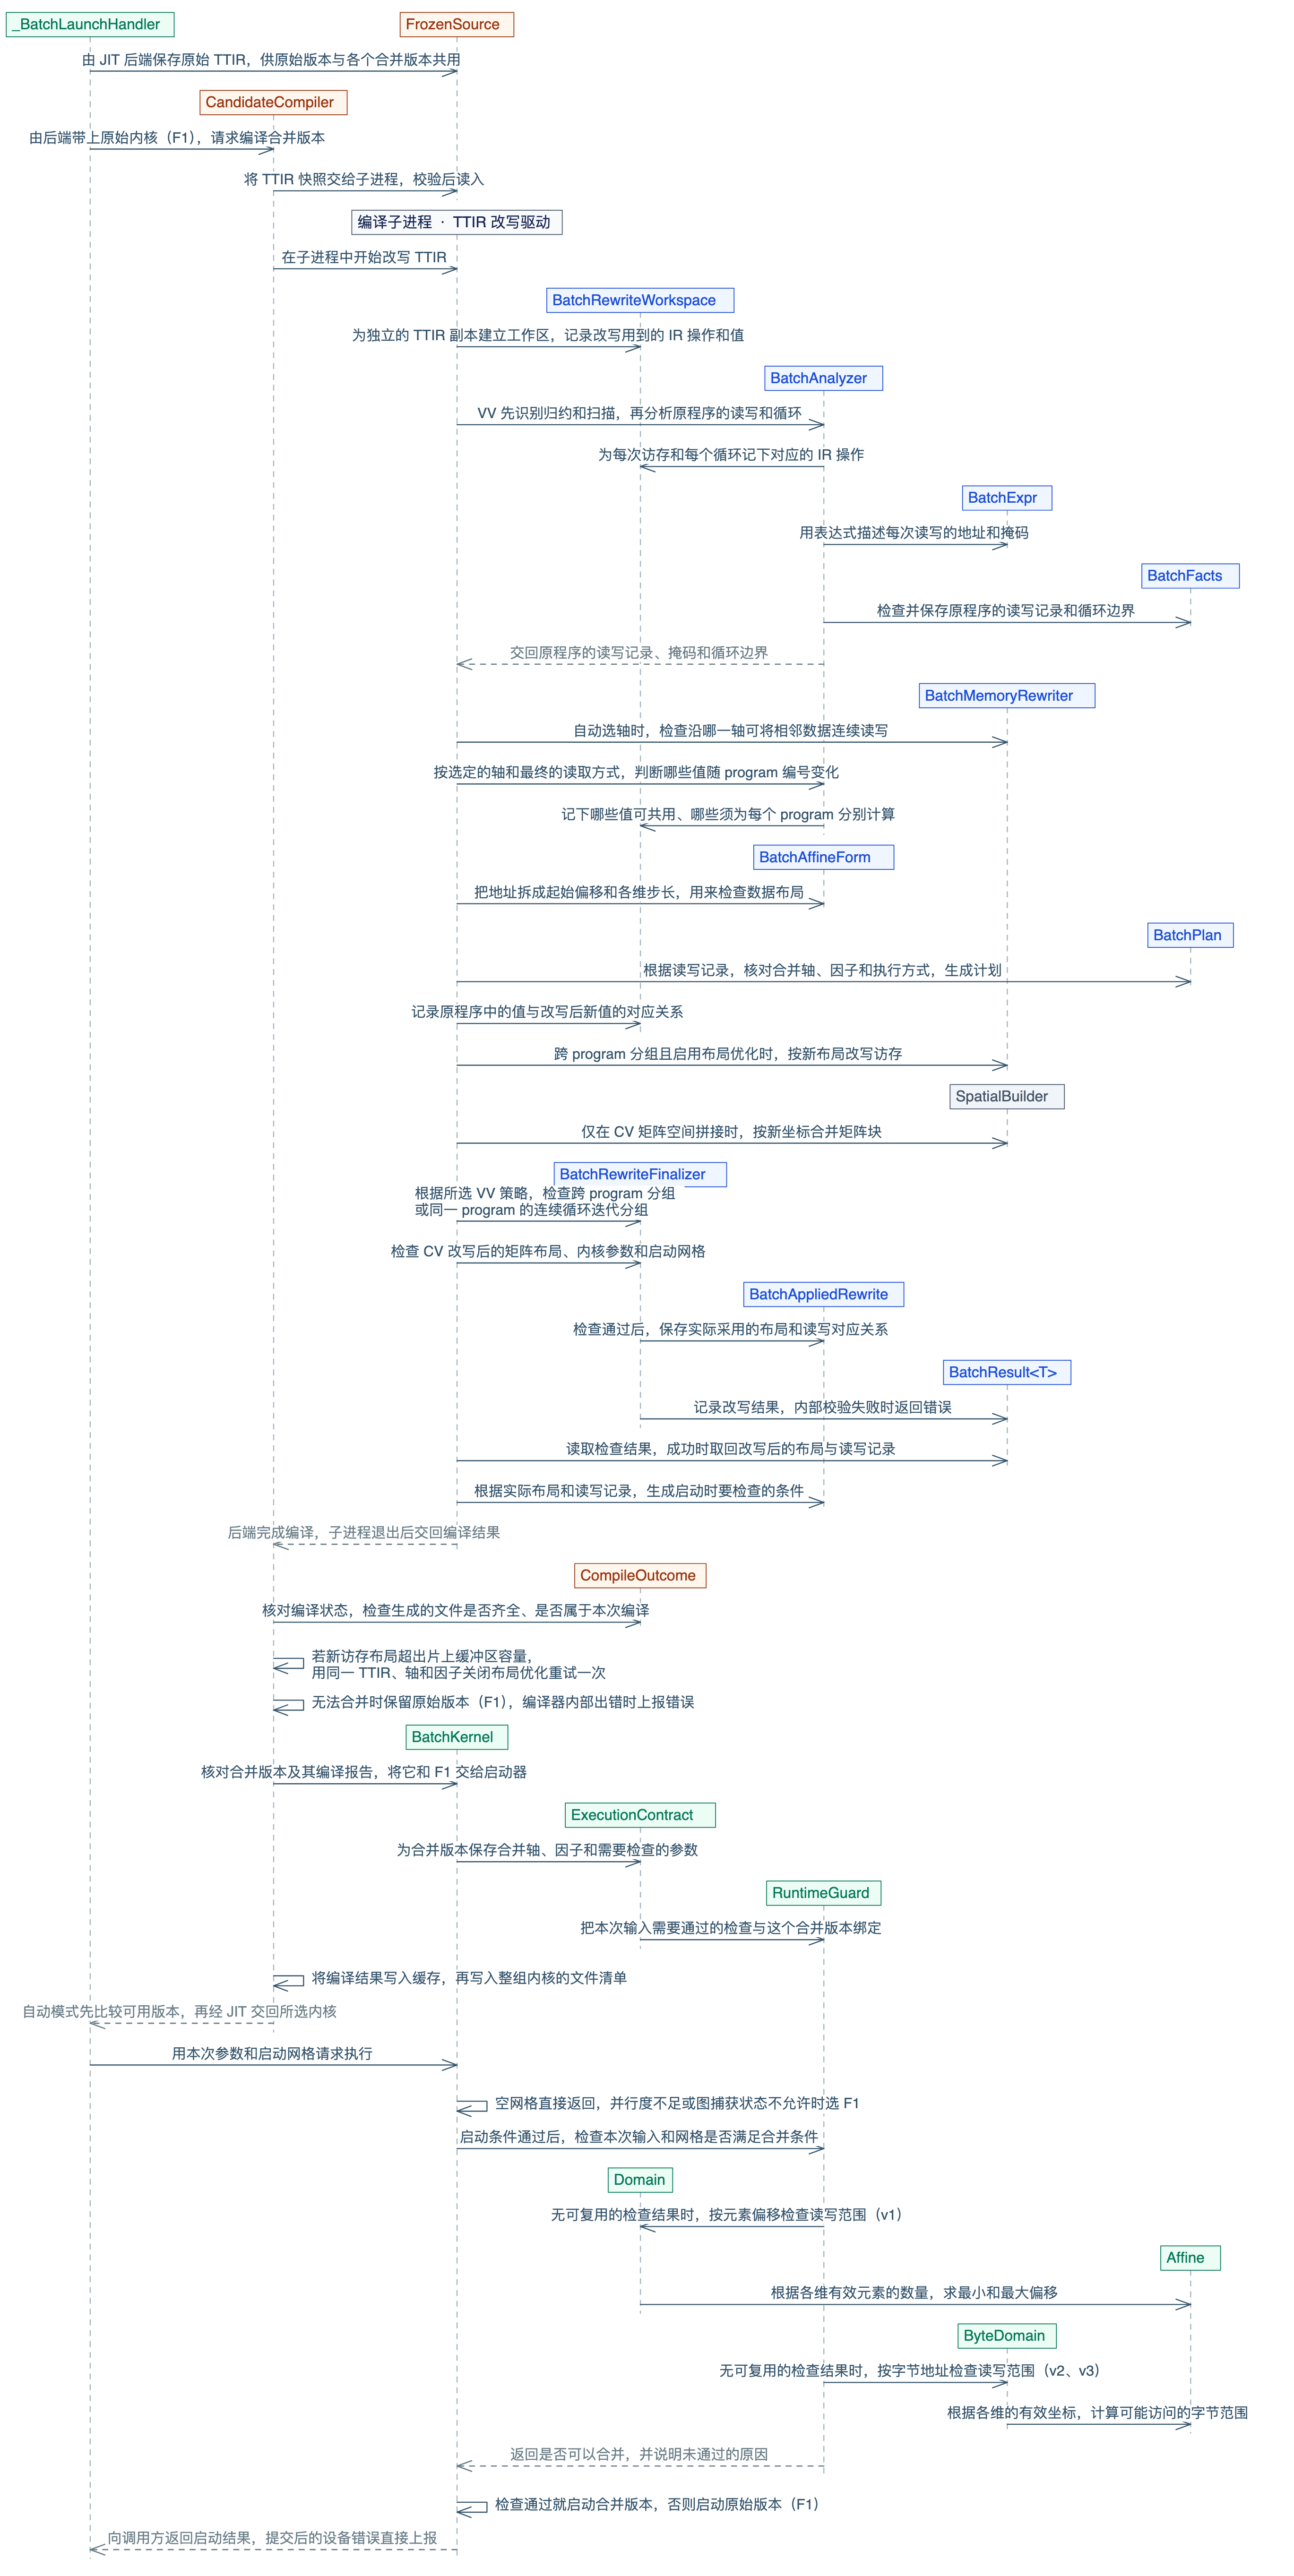 _BatchLaunchHandler
FrozenSource
由 JIT 后端保存原始 TTIR，供原始版本与各个合并版本共用
CandidateCompiler
由后端带上原始内核（F1），请求编译合并版本
将 TTIR 快照交给子进程，校验后读入
编译子进程 · TTIR 改写驱动
在子进程中开始改写 TTIR
BatchRewriteWorkspace
为独立的 TTIR 副本建立工作区，记录改写用到的 IR 操作和值
BatchAnalyzer
VV 先识别归约和扫描，再分析原程序的读写和循环
为每次访存和每个循环记下对应的 IR 操作
BatchExpr
用表达式描述每次读写的地址和掩码
BatchFacts
检查并保存原程序的读写记录和循环边界
交回原程序的读写记录、掩码和循环边界
BatchMemoryRewriter
自动选轴时，检查沿哪一轴可将相邻数据连续读写
按选定的轴和最终的读取方式，判断哪些值随 program 编号变化
记下哪些值可共用、哪些须为每个 program 分别计算
BatchAffineForm
把地址拆成起始偏移和各维步长，用来检查数据布局
BatchPlan
根据读写记录，核对合并轴、因子和执行方式，生成计划
记录原程序中的值与改写后新值的对应关系
跨 program 分组且启用布局优化时，按新布局改写访存
SpatialBuilder
仅在 CV 矩阵空间拼接时，按新坐标合并矩阵块
BatchRewriteFinalizer
根据所选 VV 策略，检查跨 program 分组
或同一 program 的连续循环迭代分组
检查 CV 改写后的矩阵布局、内核参数和启动网格
BatchAppliedRewrite
检查通过后，保存实际采用的布局和读写对应关系
BatchResult<T>
记录改写结果，内部校验失败时返回错误
读取检查结果，成功时取回改写后的布局与读写记录
根据实际布局和读写记录，生成启动时要检查的条件
后端完成编译，子进程退出后交回编译结果
CompileOutcome
核对编译状态，检查生成的文件是否齐全、是否属于本次编译
若新访存布局超出片上缓冲区容量，
用同一 TTIR、轴和因子关闭布局优化重试一次
无法合并时保留原始版本（F1），编译器内部出错时上报错误
BatchKernel
核对合并版本及其编译报告，将它和 F1 交给启动器
ExecutionContract
为合并版本保存合并轴、因子和需要检查的参数
RuntimeGuard
把本次输入需要通过的检查与这个合并版本绑定
将编译结果写入缓存，再写入整组内核的文件清单
自动模式先比较可用版本，再经 JIT 交回所选内核
用本次参数和启动网格请求执行
空网格直接返回，并行度不足或图捕获状态不允许时选 F1
启动条件通过后，检查本次输入和网格是否满足合并条件
Domain
无可复用的检查结果时，按元素偏移检查读写范围（v1）
Affine
根据各维有效元素的数量，求最小和最大偏移
ByteDomain
无可复用的检查结果时，按字节地址检查读写范围（v2、v3）
根据各维的有效坐标，计算可能访问的字节范围
返回是否可以合并，并说明未通过的原因
检查通过就启动合并版本，否则启动原始版本（F1）
向调用方返回启动结果，提交后的设备错误直接上报